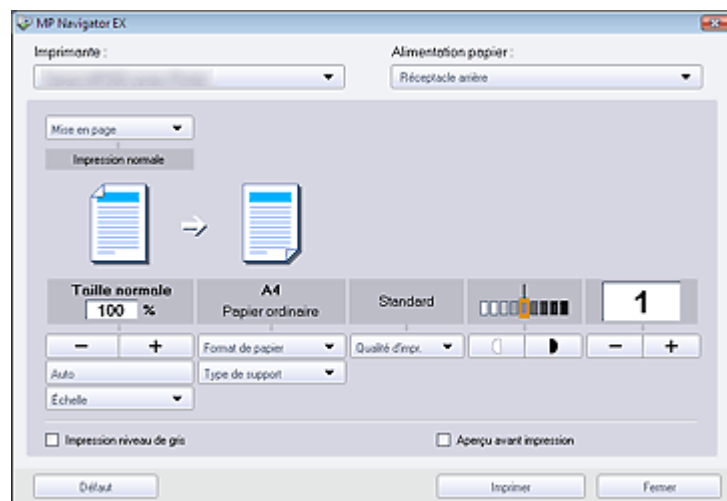 MP Navigator EX
Imprimante :
Alimentation papier :
Réceptacle arrière
Mise en page
Impression normale
Taille normale
100 %
A4
Papier ordinaire
Standard
1
− +
Format de papier
Qualité d'impr.
− +
Auto
Type de support
Échelle
Impression niveau de gris
Aperçu avant impression
Défaut
Imprimer
Fermer